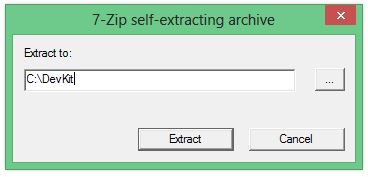 7-Zip self-extracting archive
Extract to:
C:\DevKit
...
Extract Cancel